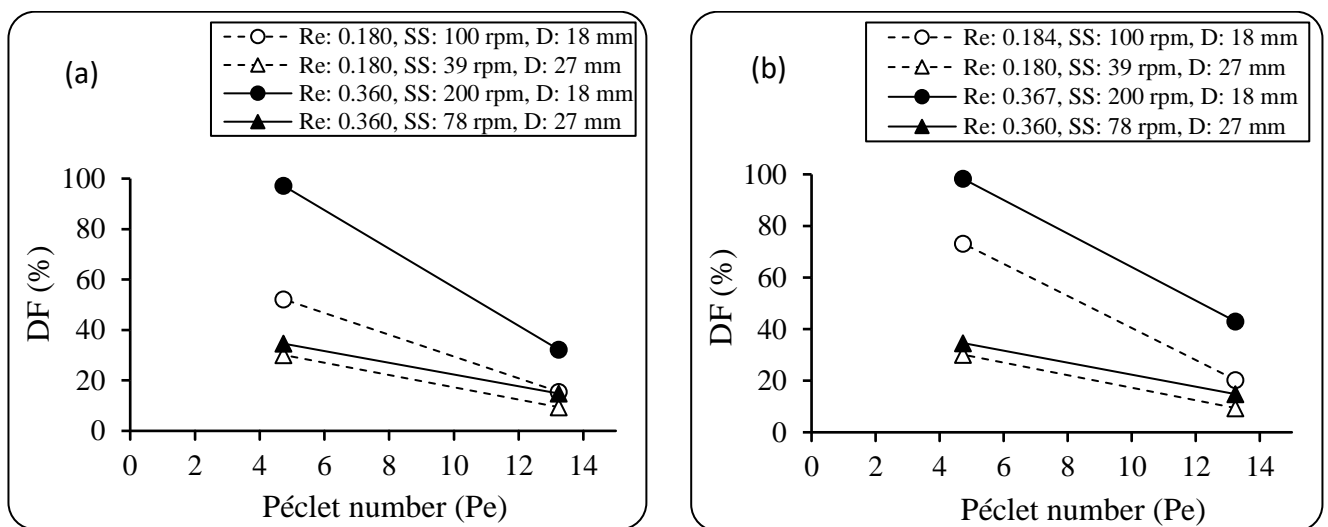 (a)
Re: 0.180, SS: 100 rpm, D: 18 mm
Re: 0.180, SS: 39 rpm, D: 27 mm
Re: 0.360, SS: 200 rpm, D: 18 mm
Re: 0.360, SS: 78 rpm, D: 27 mm
DF (%)
100
80
60
40
20
0
0 2 4 6 8 10 12 14
Péclet number (Pe)
(b)
Re: 0.184, SS: 100 rpm, D: 18 mm
Re: 0.180, SS: 39 rpm, D: 27 mm
Re: 0.367, SS: 200 rpm, D: 18 mm
Re: 0.360, SS: 78 rpm, D: 27 mm
DF (%)
100
80
60
40
20
0
0 2 4 6 8 10 12 14
Péclet number (Pe)